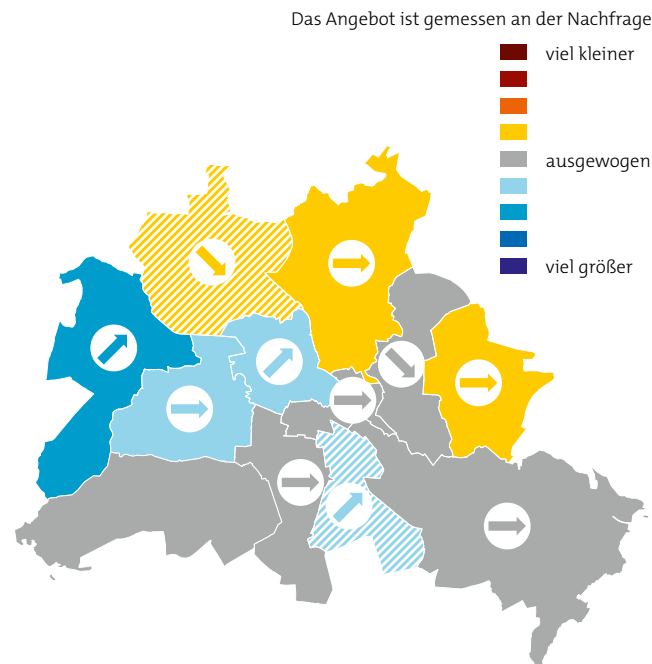 Das Angebot ist gemessen an der Nachfrage
viel kleiner
ausgewogen
viel größer